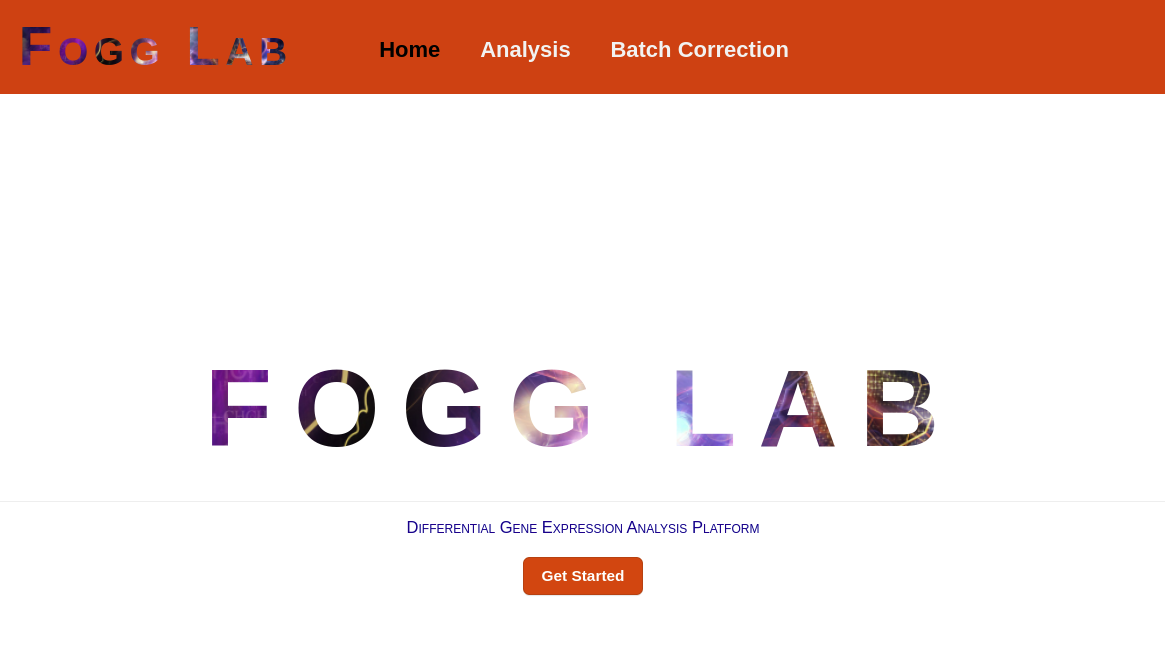 Fogg Lab
Home Analysis Batch Correction
FOGG LAB
Differential Gene Expression Analysis Platform
Get Started